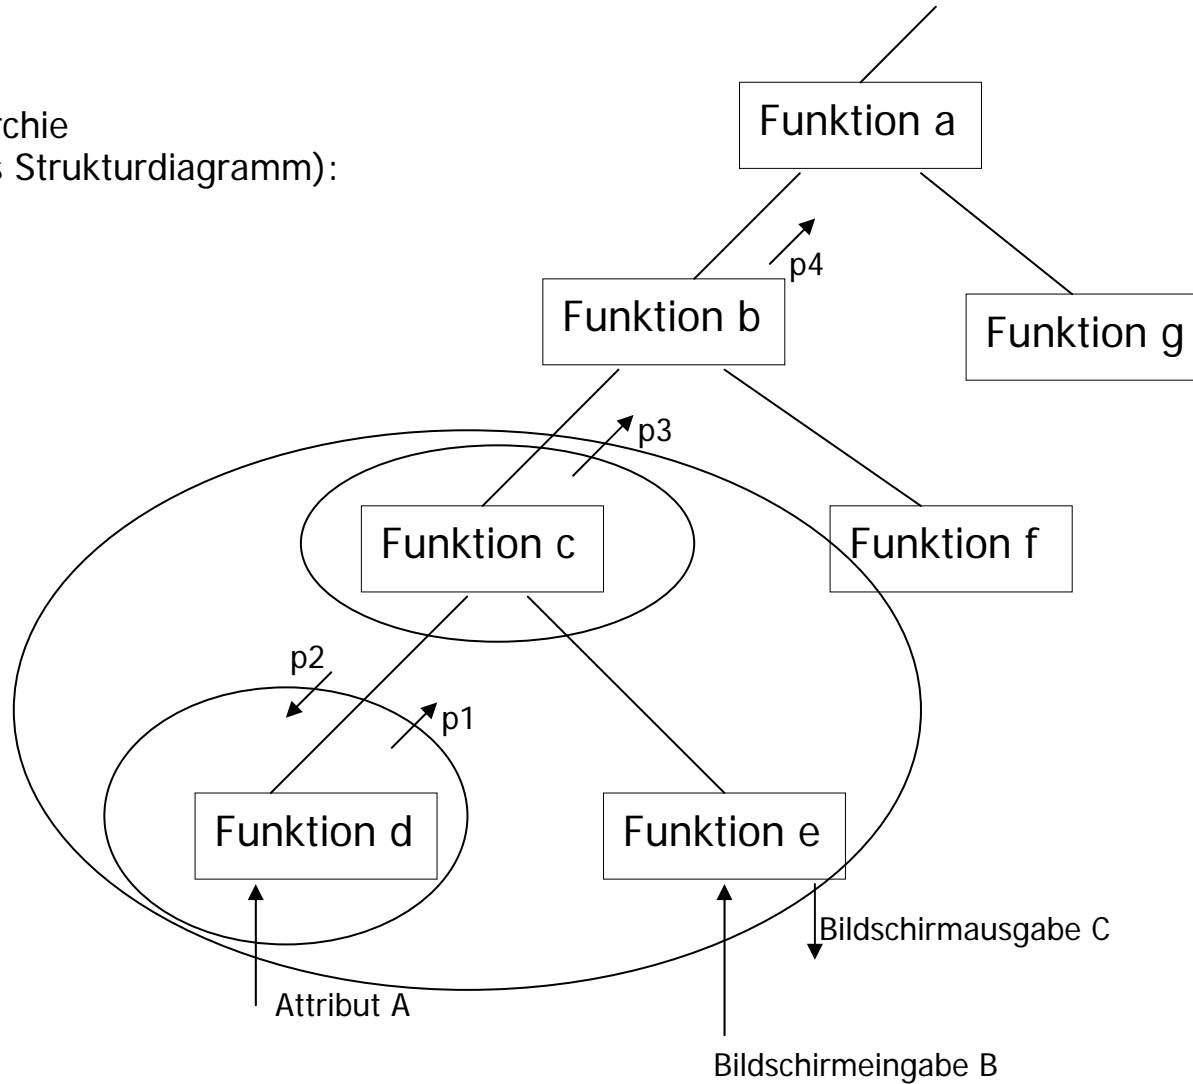 Funktion a
rchie
s Strukturdiagramm):
p4
Funktion b
Funktion g
p3
Funktion c
Funktion f
p2
p1
Funktion d
Funktion e
Bildschirmausgabe C
Attribut A
Bildschirmeingabe B